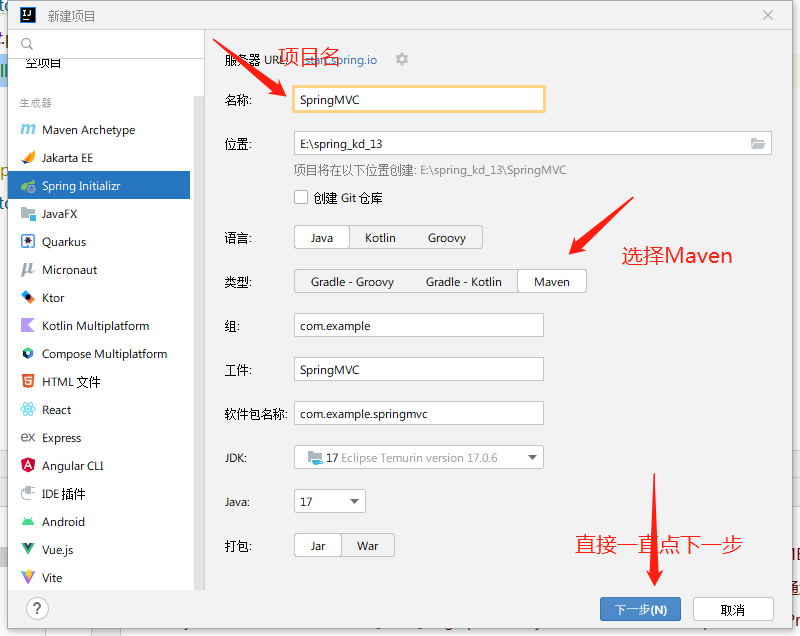 新建项目
空项目
生成器
Maven Archetype
Jakarta EE
Spring Initializr
JavaFX
Quarkus
Micronaut
Ktor
Kotlin Multiplatform
Compose Multiplatform
HTML 文件
React
Express
Angular CLI
IDE 插件
Android
Vue.js
Vite
服务器 URL: start.spring.io
项目名
名称: SpringMVC
位置: E:\spring_kd_13
项目将在以下位置创建: E:\spring_kd_13\SpringMVC
创建 Git 仓库
语言: Java Kotlin Groovy
选择Maven
类型: Gradle - Groovy Gradle - Kotlin Maven
组: com.example
工件: SpringMVC
软件包名称: com.example.springmvc
JDK: 17 Eclipse Temurin version 17.0.6
Java: 17
打包: Jar War
直接一直点下一步
? 下一步(N) 取消